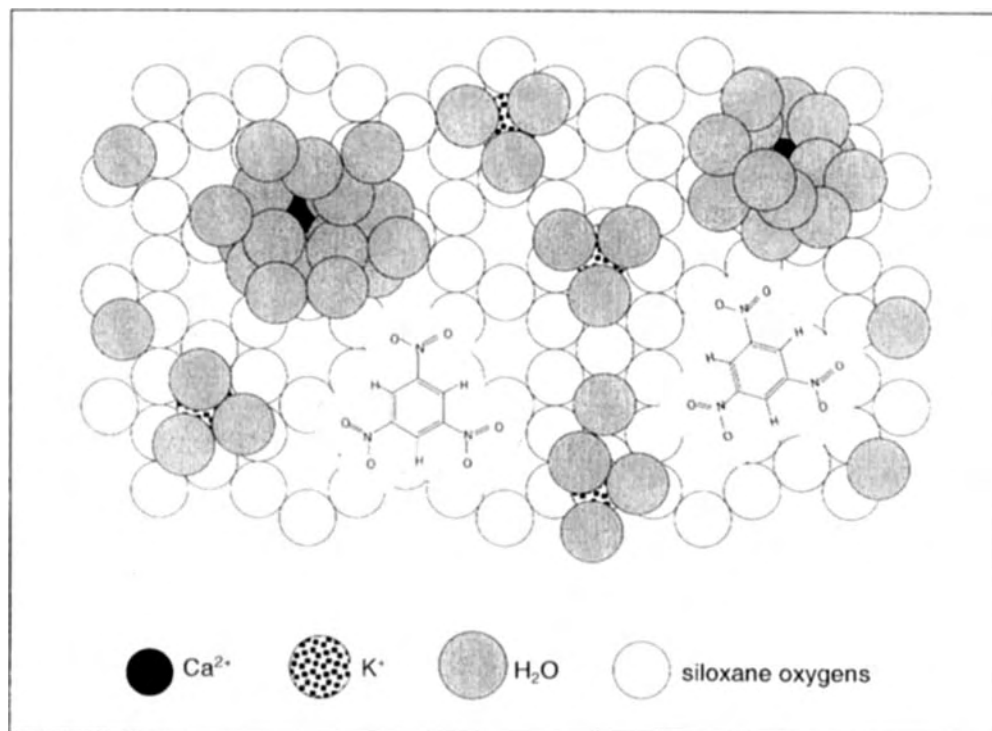 O
O N
H H
O N N O
O H O
O
O N
H
H
N O
O N O
H
O
Ca²⁺ K⁺ H₂O siloxane oxygens